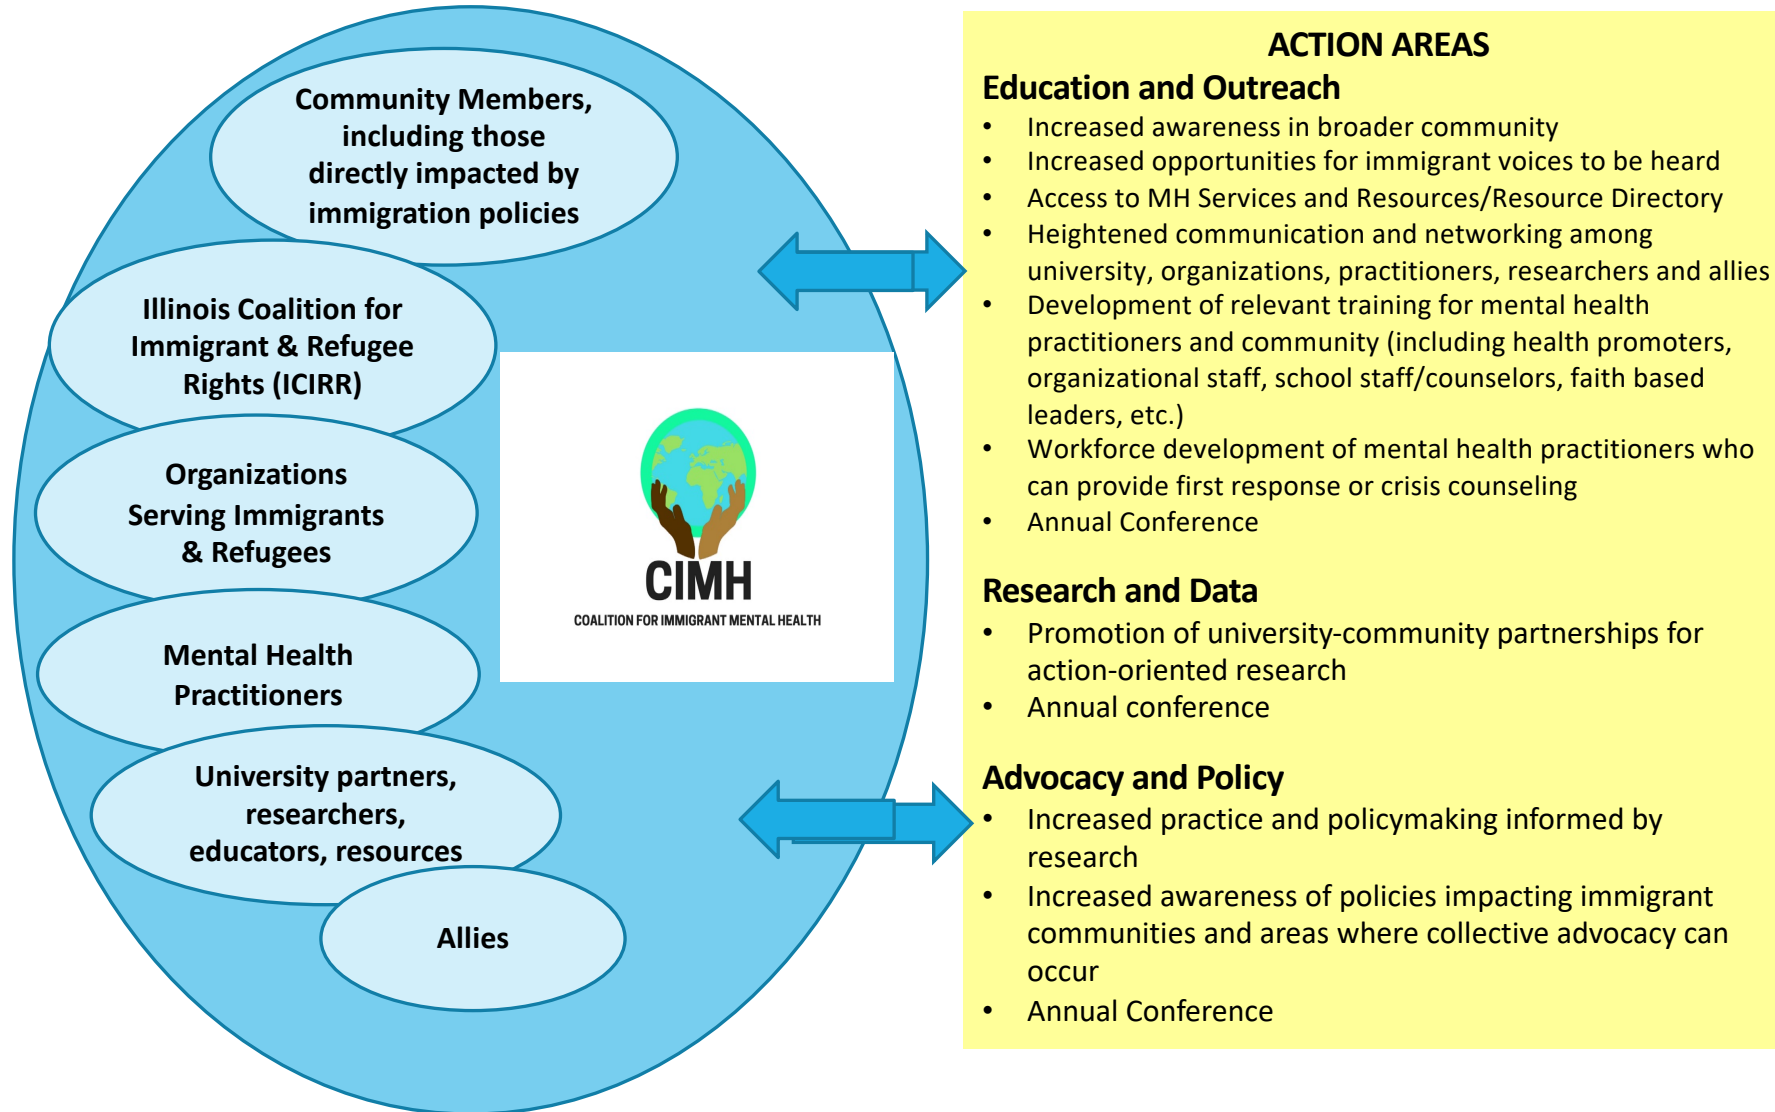 Community Members,
including those
directly impacted by
immigration policies
Illinois Coalition for
Immigrant & Refugee
Rights (ICIRR)
Organizations
Serving Immigrants
& Refugees
Mental Health
Practitioners
University partners,
researchers,
educators, resources
Allies
CIMH
COALITION FOR IMMIGRANT MENTAL HEALTH
ACTION AREAS
Education and Outreach
• Increased awareness in broader community
• Increased opportunities for immigrant voices to be heard
• Access to MH Services and Resources/Resource Directory
• Heightened communication and networking among
university, organizations, practitioners, researchers and allies
• Development of relevant training for mental health
practitioners and community (including health promoters,
organizational staff, school staff/counselors, faith based
leaders, etc.)
• Workforce development of mental health practitioners who
can provide first response or crisis counseling
• Annual Conference
Research and Data
• Promotion of university-community partnerships for
action-oriented research
• Annual conference
Advocacy and Policy
• Increased practice and policymaking informed by
research
• Increased awareness of policies impacting immigrant
communities and areas where collective advocacy can
occur
• Annual Conference